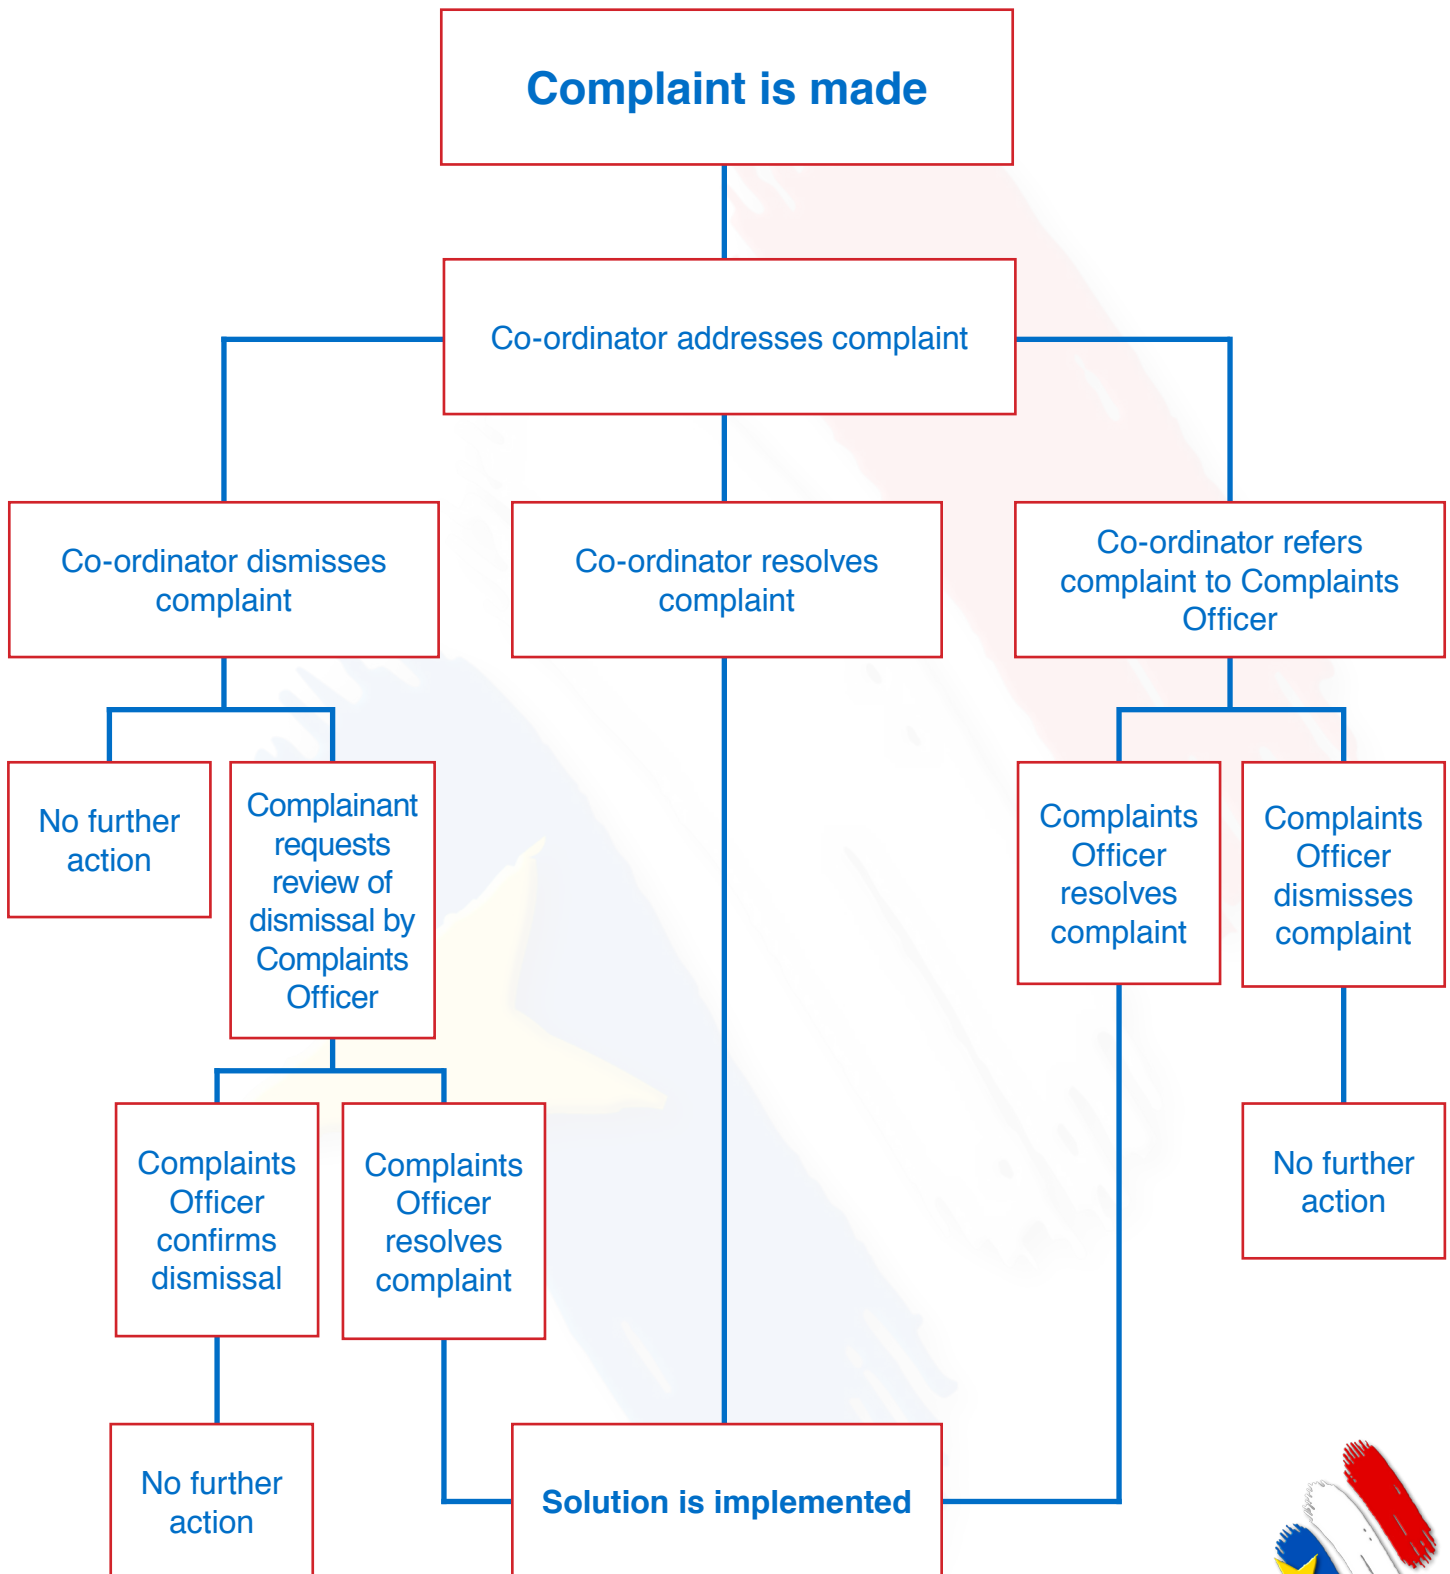 Complaint is made
Co-ordinator addresses complaint
Co-ordinator dismisses
complaint
Co-ordinator resolves
complaint
Co-ordinator refers
complaint to Complaints
Officer
No further
action
Complainant
requests
review of
dismissal by
Complaints
Officer
Complaints
Officer
resolves
complaint
Complaints
Officer
dismisses
complaint
Complaints
Officer
confirms
dismissal
Complaints
Officer
resolves
complaint
No further
action
No further
action
Solution is implemented